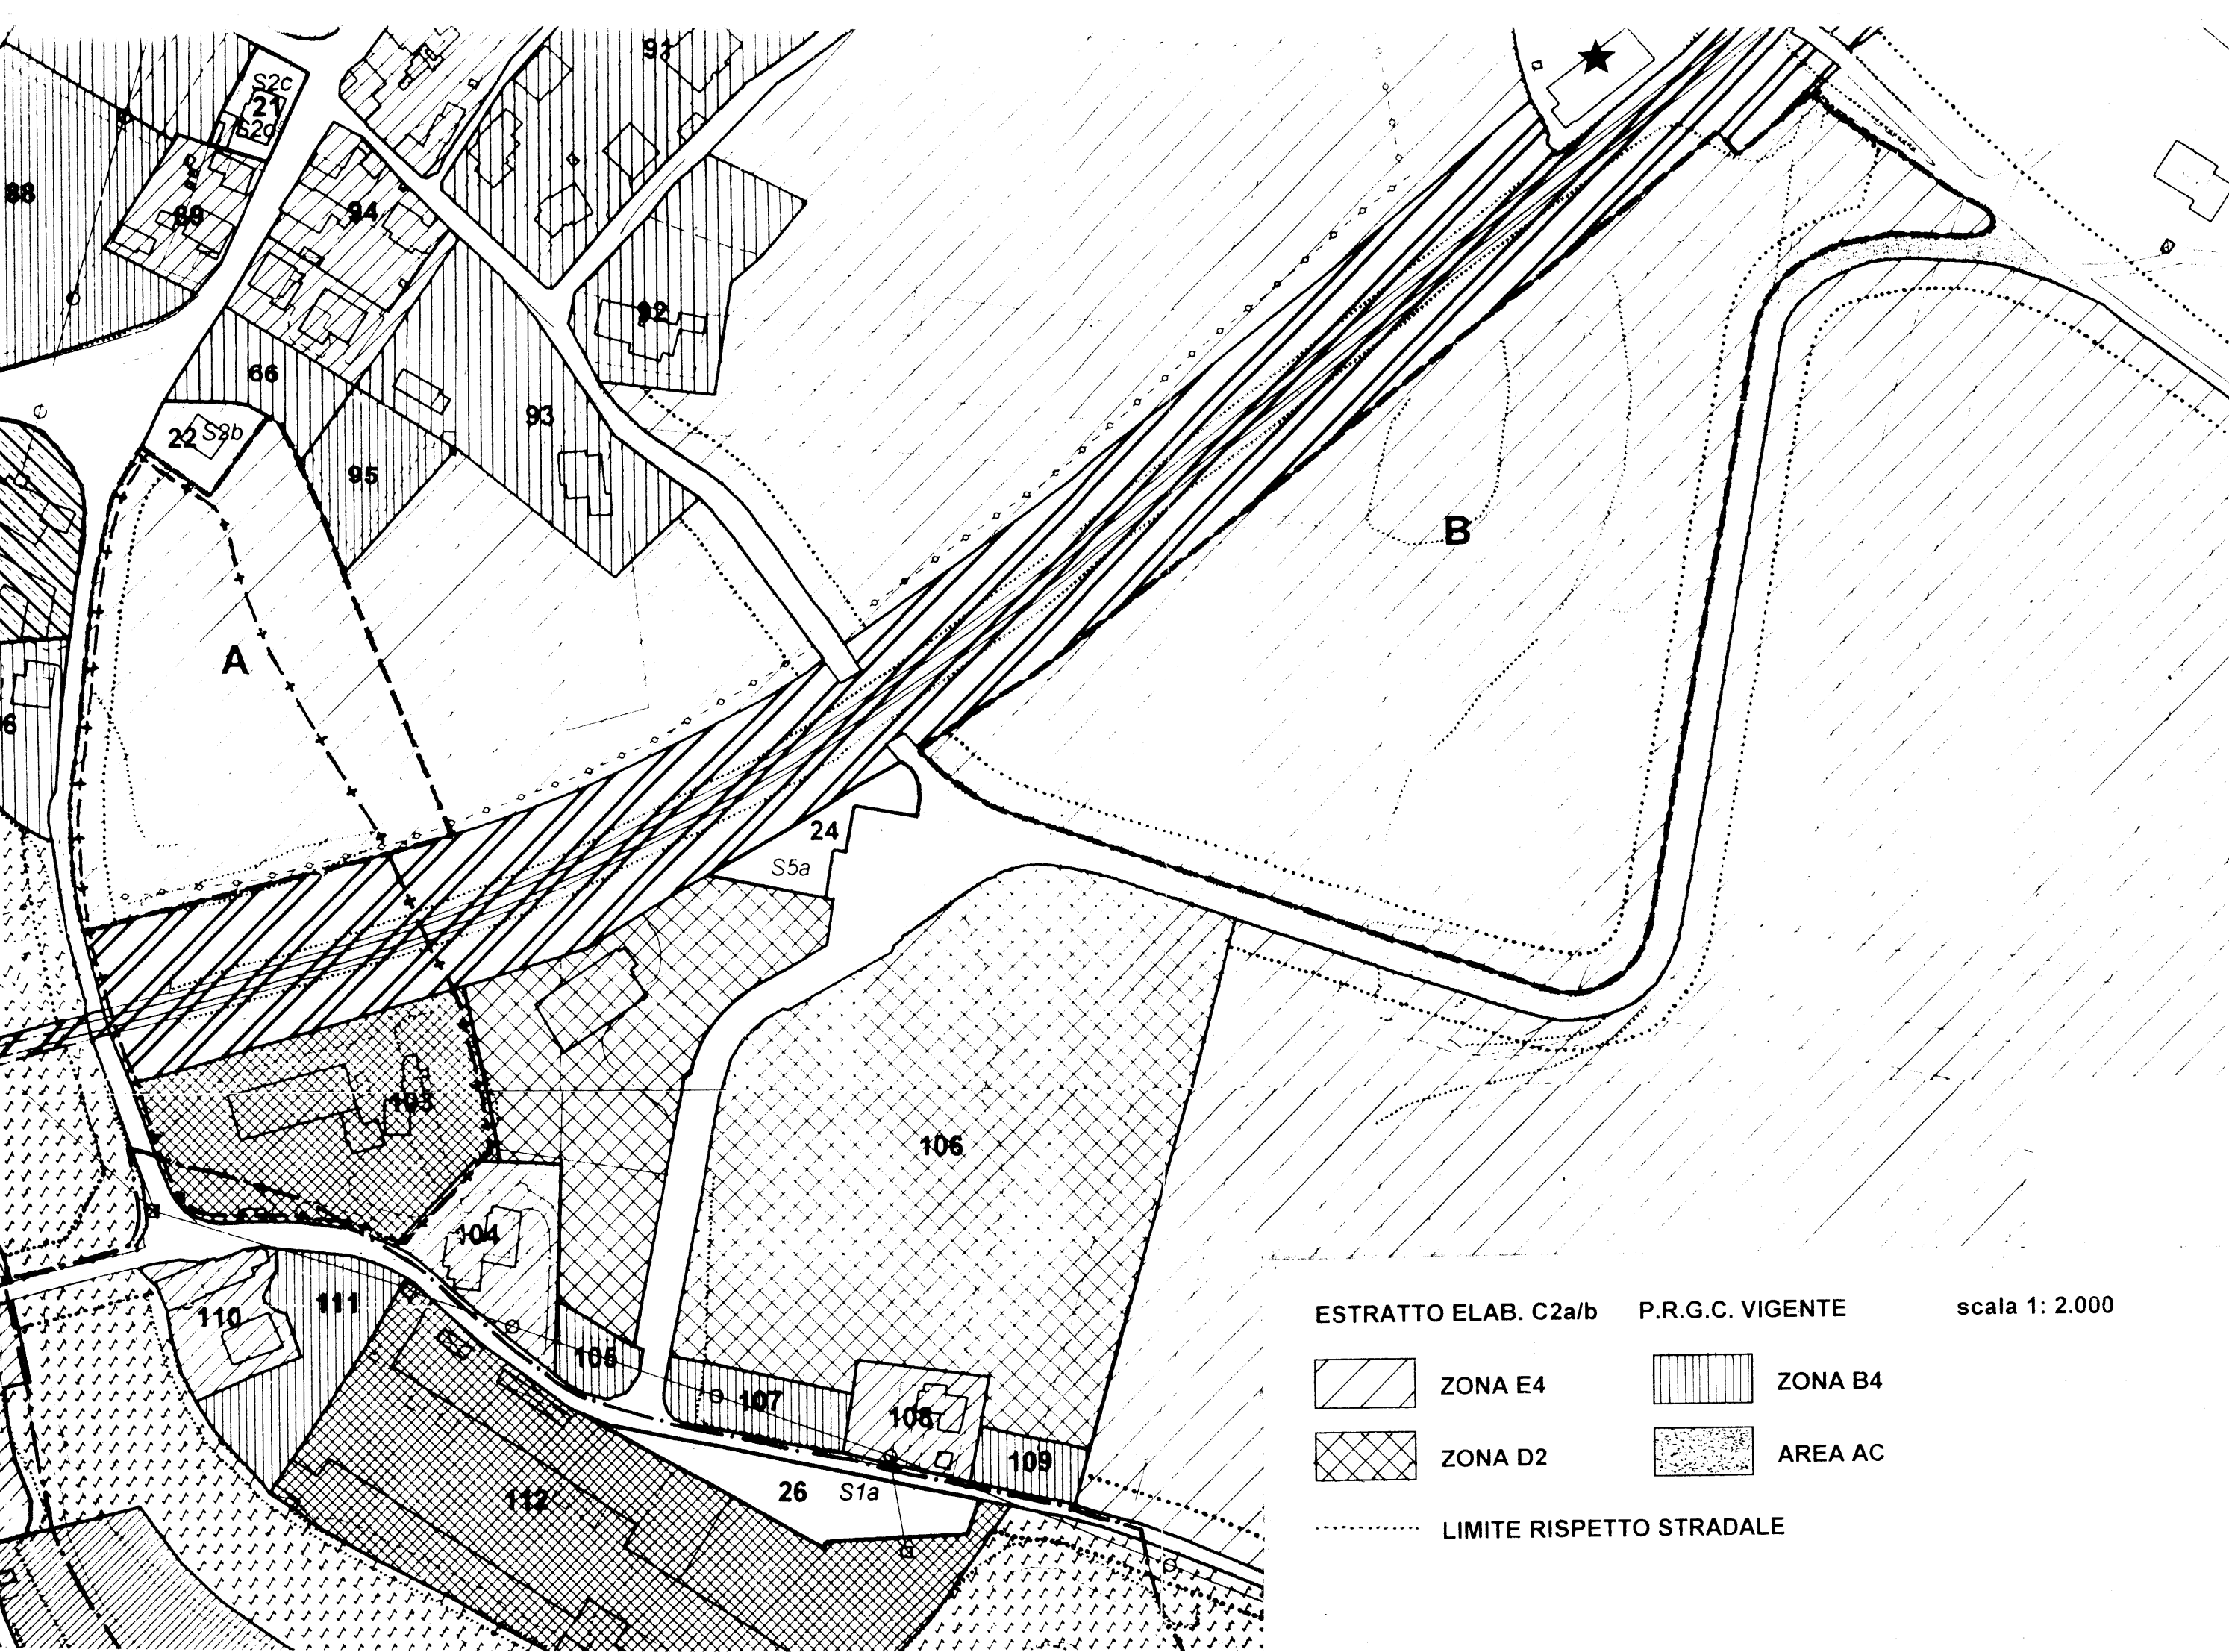 91
S2c
21
S2d
88
89
94
92
66
93
22 S2b
95
B
A
6
24
S5a
103
106
104
110
111
105
107
108
109
112
26 S1a
ESTRATTO ELAB. C2a/b P.R.G.C. VIGENTE scala 1: 2.000
ZONA E4 ZONA B4
ZONA D2 AREA AC
LIMITE RISPETTO STRADALE